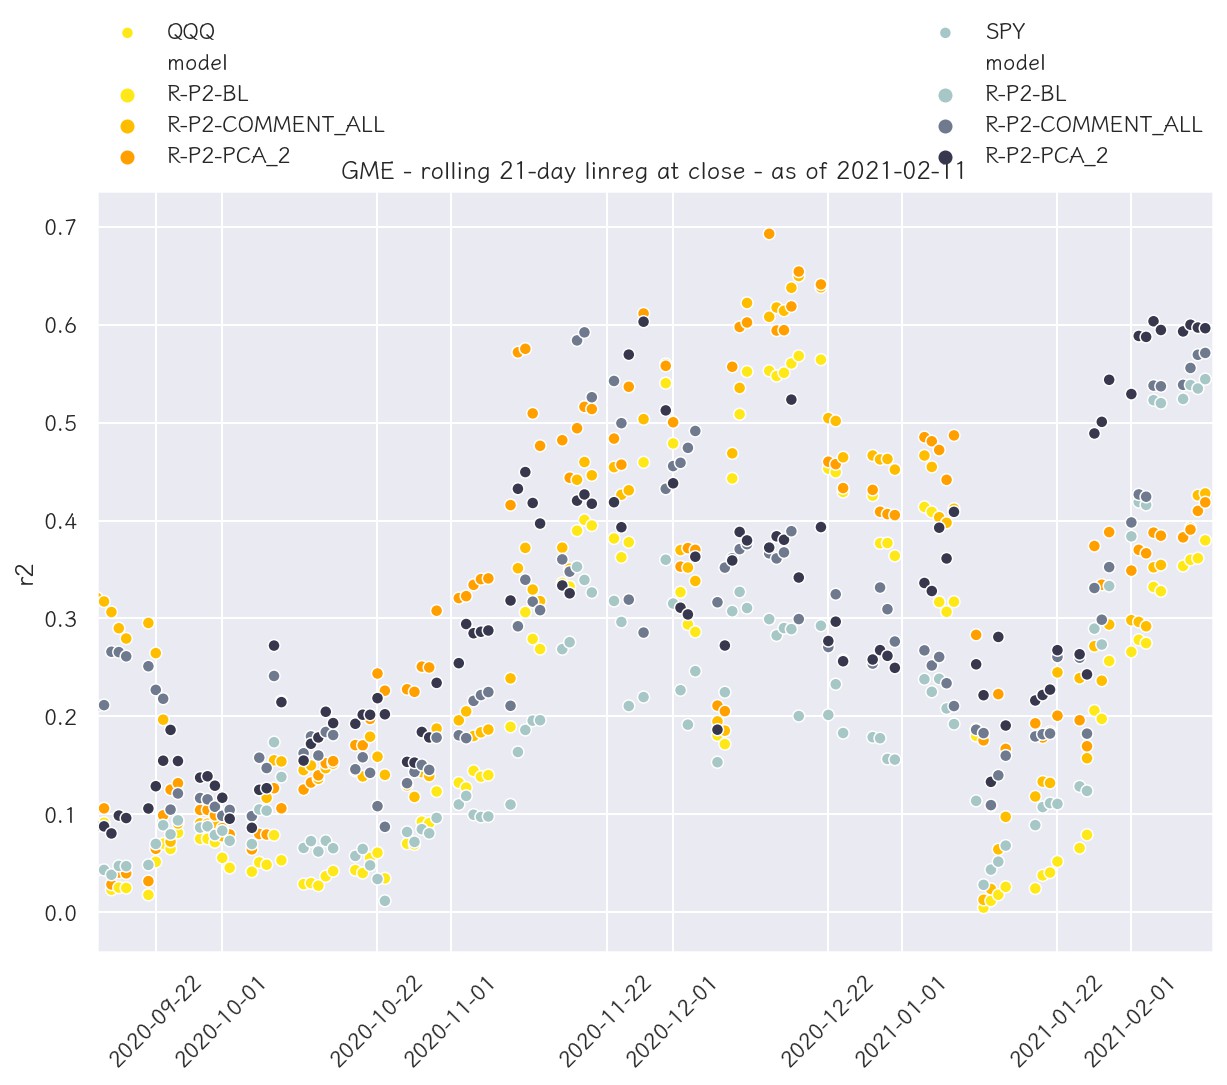 QQQ
model
R-P2-BL
R-P2-COMMENT_ALL
R-P2-PCA_2
SPY
model
R-P2-BL
R-P2-COMMENT_ALL
R-P2-PCA_2
GME - rolling 21-day linreg at close - as of 2021-02-11
0.7
0.6
0.5
0.4
0.3
0.2
0.1
0.0
r2
2020-09-22
2020-10-01
2020-10-22
2020-11-01
2020-11-22
2020-12-01
2020-12-22
2021-01-01
2021-01-22
2021-02-01